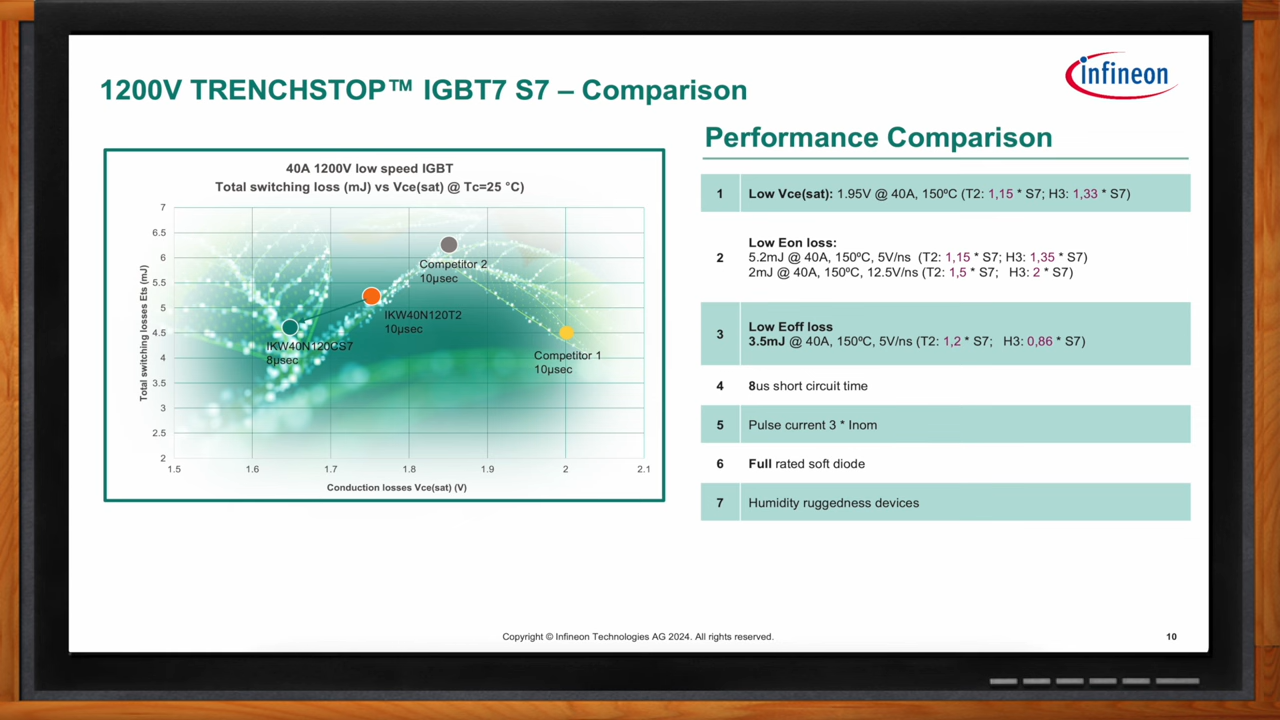 1200V TRENCHSTOP™ IGBT7 S7 – Comparison
infineon
Performance Comparison
40A 1200V low speed IGBT
Total switching loss (mJ) vs Vce(sat) @ Tc=25 °C)
Total switching losses Ets (mJ)
7
6.5
6
5.5
5
4.5
4
3.5
3
2.5
2
1.5
1.6
1.7
1.8
1.9
2
2.1
Conduction losses Vce(sat) (V)
Competitor 2
10µsec
IKW40N120T2
10µsec
IKW40N120CS7
8µsec
Competitor 1
10µsec
1 Low Vce(sat): 1.95V @ 40A, 150ºC (T2: 1,15 * S7; H3: 1,33 * S7)
2 Low Eon loss:
5.2mJ @ 40A, 150ºC, 5V/ns (T2: 1,15 * S7; H3: 1,35 * S7)
2mJ @ 40A, 150ºC, 12.5V/ns (T2: 1,5 * S7; H3: 2 * S7)
3 Low Eoff loss
3.5mJ @ 40A, 150ºC, 5V/ns (T2: 1,2 * S7; H3: 0,86 * S7)
4 8us short circuit time
5 Pulse current 3 * Inom
6 Full rated soft diode
7 Humidity ruggedness devices
Copyright © Infineon Technologies AG 2024. All rights reserved.
10